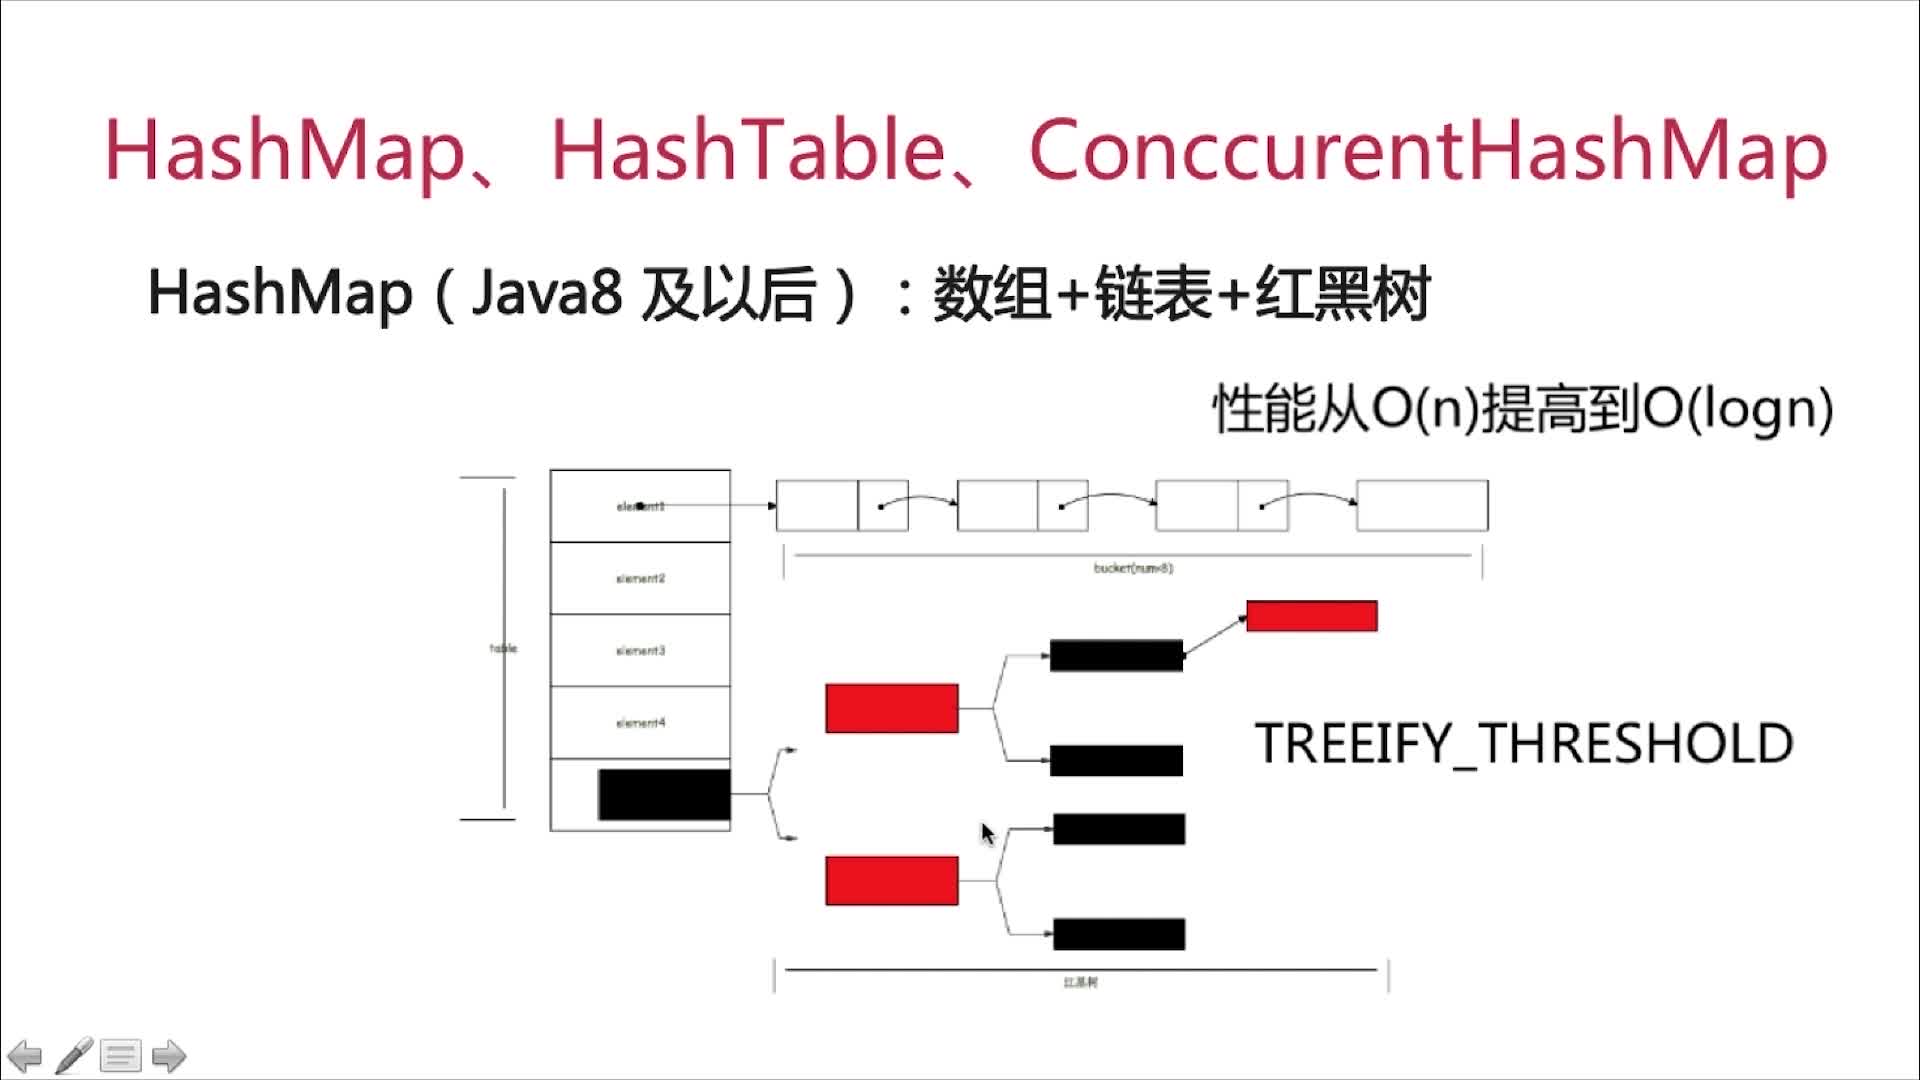 HashMap、HashTable、ConccurentHashMap
HashMap（Java8 及以后）：数组+链表+红黑树
性能从O(n)提高到O(logn)
element1
bucket(num<8)
element2
table
element3
element4
TREEIFY_THRESHOLD
红黑树